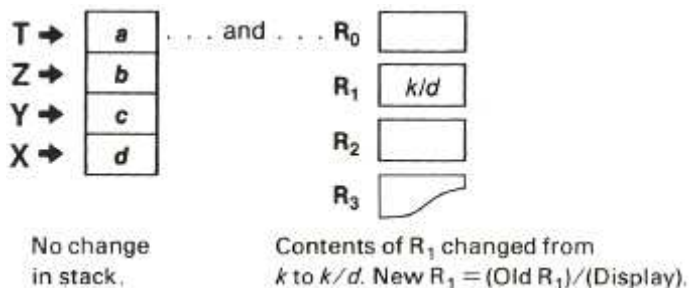 T → a . . . and . . . R₀
Z → b R₁ k/d
Y → c R₂
X → d R₃
No change Contents of R₁ changed from
in stack. k to k/d. New R₁ = (Old R₁)/(Display).